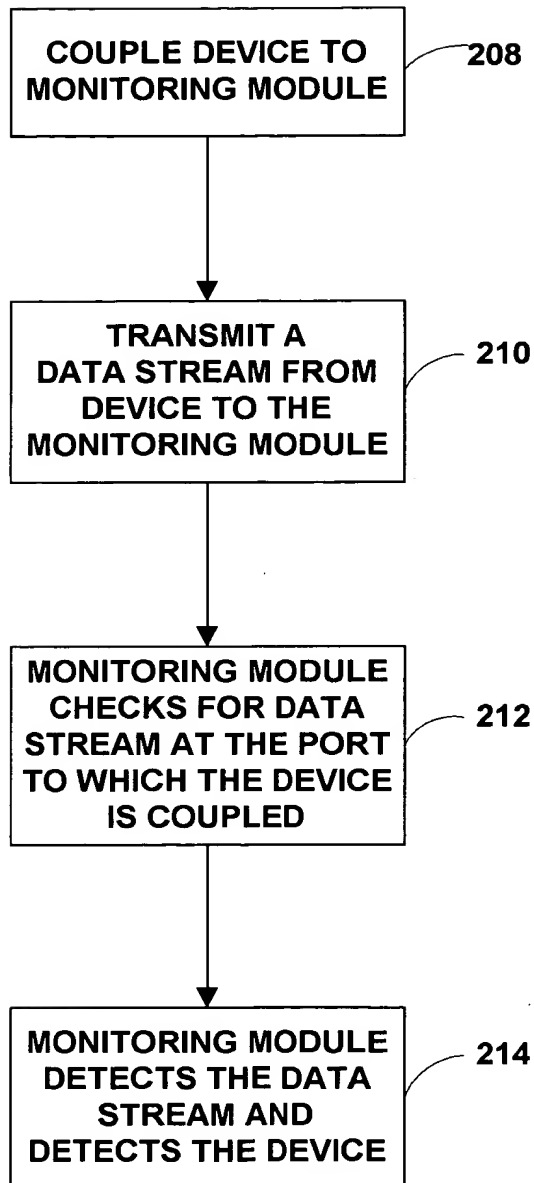 COUPLE DEVICE TO
MONITORING MODULE
208
TRANSMIT A
DATA STREAM FROM
DEVICE TO THE
MONITORING MODULE
210
MONITORING MODULE
CHECKS FOR DATA
STREAM AT THE PORT
TO WHICH THE DEVICE
IS COUPLED
212
MONITORING MODULE
DETECTS THE DATA
STREAM AND
DETECTS THE DEVICE
214